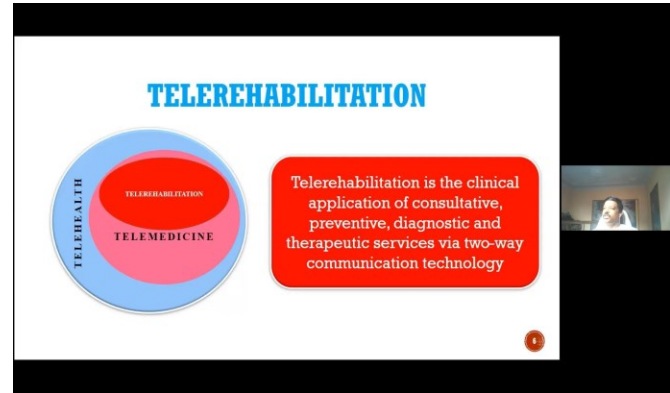 TELEREHABILITATION
TELEHEALTH
TELEREHABILITATION
TELEMEDICINE
Telerehabilitation is the clinical
application of consultative,
preventive, diagnostic and
therapeutic services via two-way
communication technology
6